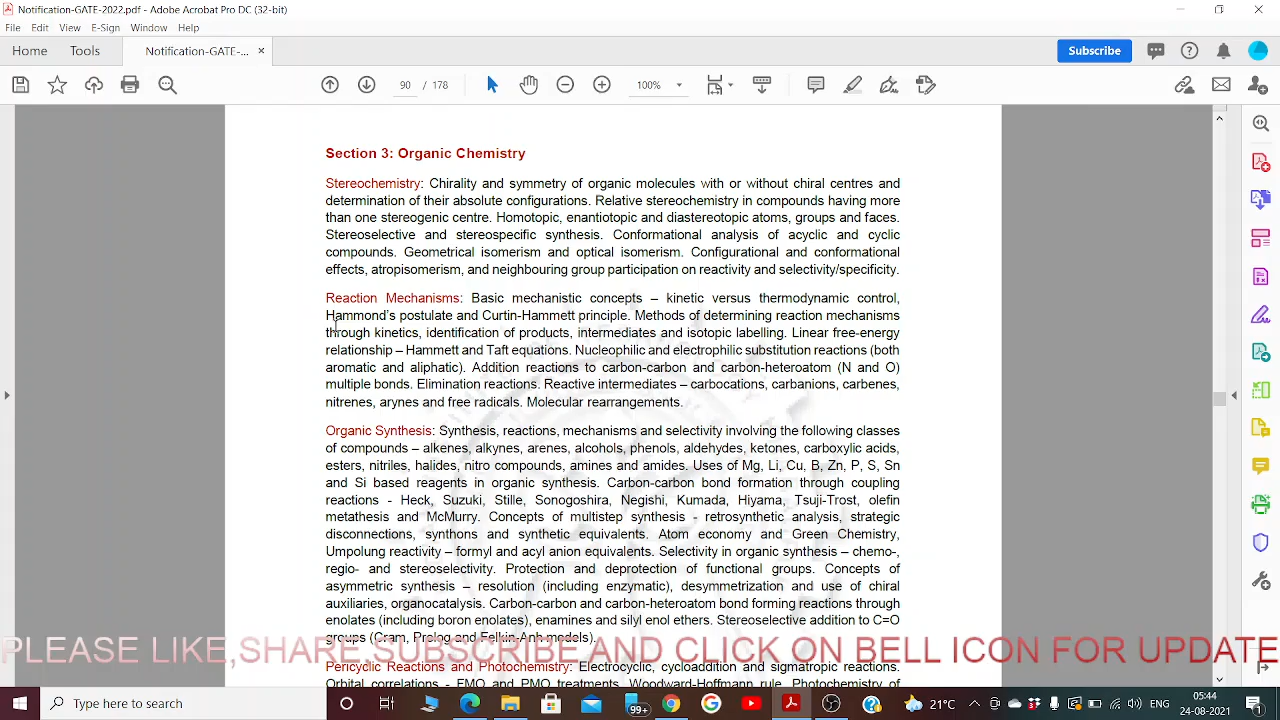 Notification-GATE-2022.pdf - Adobe Acrobat Pro DC (32-bit)
File Edit View E-Sign Window Help
Home Tools Notification-GATE-... × Subscribe
90 / 178 100%
Section 3: Organic Chemistry
Stereochemistry: Chirality and symmetry of organic molecules with or without chiral centres and
determination of their absolute configurations. Relative stereochemistry in compounds having more
than one stereogenic centre. Homotopic, enantiotopic and diastereotopic atoms, groups and faces.
Stereoselective and stereospecific synthesis. Conformational analysis of acyclic and cyclic
compounds. Geometrical isomerism and optical isomerism. Configurational and conformational
effects, atropisomerism, and neighbouring group participation on reactivity and selectivity/specificity.
Reaction Mechanisms: Basic mechanistic concepts – kinetic versus thermodynamic control,
Hammond's postulate and Curtin-Hammett principle. Methods of determining reaction mechanisms
through kinetics, identification of products, intermediates and isotopic labelling. Linear free-energy
relationship – Hammett and Taft equations. Nucleophilic and electrophilic substitution reactions (both
aromatic and aliphatic). Addition reactions to carbon-carbon and carbon-heteroatom (N and O)
multiple bonds. Elimination reactions. Reactive intermediates – carbocations, carbanions, carbenes,
nitrenes, arynes and free radicals. Molecular rearrangements.
Organic Synthesis: Synthesis, reactions, mechanisms and selectivity involving the following classes
of compounds – alkenes, alkynes, arenes, alcohols, phenols, aldehydes, ketones, carboxylic acids,
esters, nitriles, halides, nitro compounds, amines and amides. Uses of Mg, Li, Cu, B, Zn, P, S, Sn
and Si based reagents in organic synthesis. Carbon-carbon bond formation through coupling
reactions - Heck, Suzuki, Stille, Sonogoshira, Negishi, Kumada, Hiyama, Tsuji-Trost, olefin
metathesis and McMurry. Concepts of multistep synthesis - retrosynthetic analysis, strategic
disconnections, synthons and synthetic equivalents. Atom economy and Green Chemistry,
Umpolung reactivity – formyl and acyl anion equivalents. Selectivity in organic synthesis – chemo-,
regio- and stereoselectivity. Protection and deprotection of functional groups. Concepts of
asymmetric synthesis – resolution (including enzymatic), desymmetrization and use of chiral
auxiliaries, organocatalysis. Carbon-carbon and carbon-heteroatom bond forming reactions through
enolates (including boron enolates), enamines and silyl enol ethers. Stereoselective addition to C=O
groups (Cram, Prelog and Felkin-Anh models).
PLEASE LIKE,SHARE SUBSCRIBE AND CLICK ON BELL ICON FOR UPDATE
Pericydic Reactions and Photochemistry: Electrocyclic, cycloaddition and sigmatropic reactions.
Orbital correlations - FMO and PMO treatments, Woodward-Hoffmann rule. Photochemistry of
Type here to search 99+ 21°C 05:44
24-08-2021